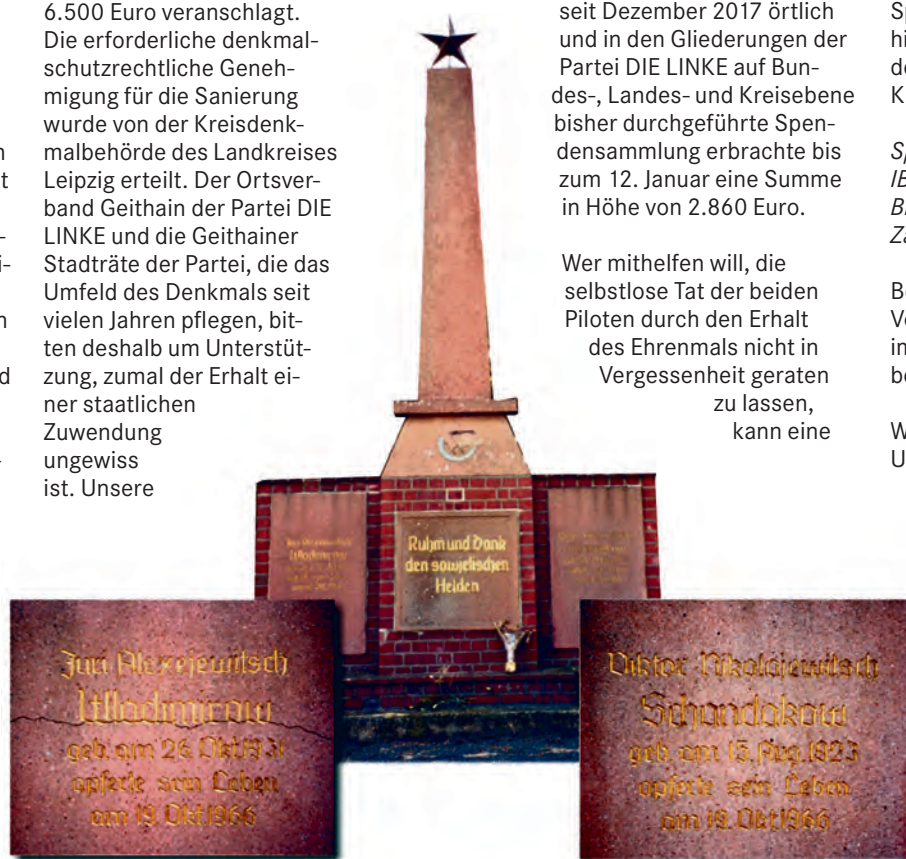 6.500 Euro veranschlagt.
Die erforderliche denkmal-
schutzrechtliche Geneh-
migung für die Sanierung
wurde von der Kreisdenk-
malbehörde des Landkreises
Leipzig erteilt. Der Ortsver-
band Geithain der Partei DIE
LINKE und die Geithainer
Stadträte der Partei, die das
Umfeld des Denkmals seit
vielen Jahren pflegen, bit-
ten deshalb um Unterstüt-
zung, zumal der Erhalt ei-
ner staatlichen
Zuwendung
ungewiss
ist. Unsere
seit Dezember 2017 örtlich
und in den Gliederungen der
Partei DIE LINKE auf Bun-
des-, Landes- und Kreisebene
bisher durchgeführte Spen-
densammlung erbrachte bis
zum 12. Januar eine Summe
in Höhe von 2.860 Euro.
Wer mithelfen will, die
selbstlose Tat der beiden
Piloten durch den Erhalt
des Ehrenmals nicht in
Vergessenheit geraten
zu lassen,
kann eine
Ruhm und Dank
den sowjetischen
Helden
Juri Alexejewitsch
Wladimirow
geb. am 26. Okt.1931
opferte sein Leben
am 19. Okt.1966
Viktor Nikolajewitsch
Schandakow
geb. am 15. Aug.1923
opferte sein Leben
am 19. Okt.1966